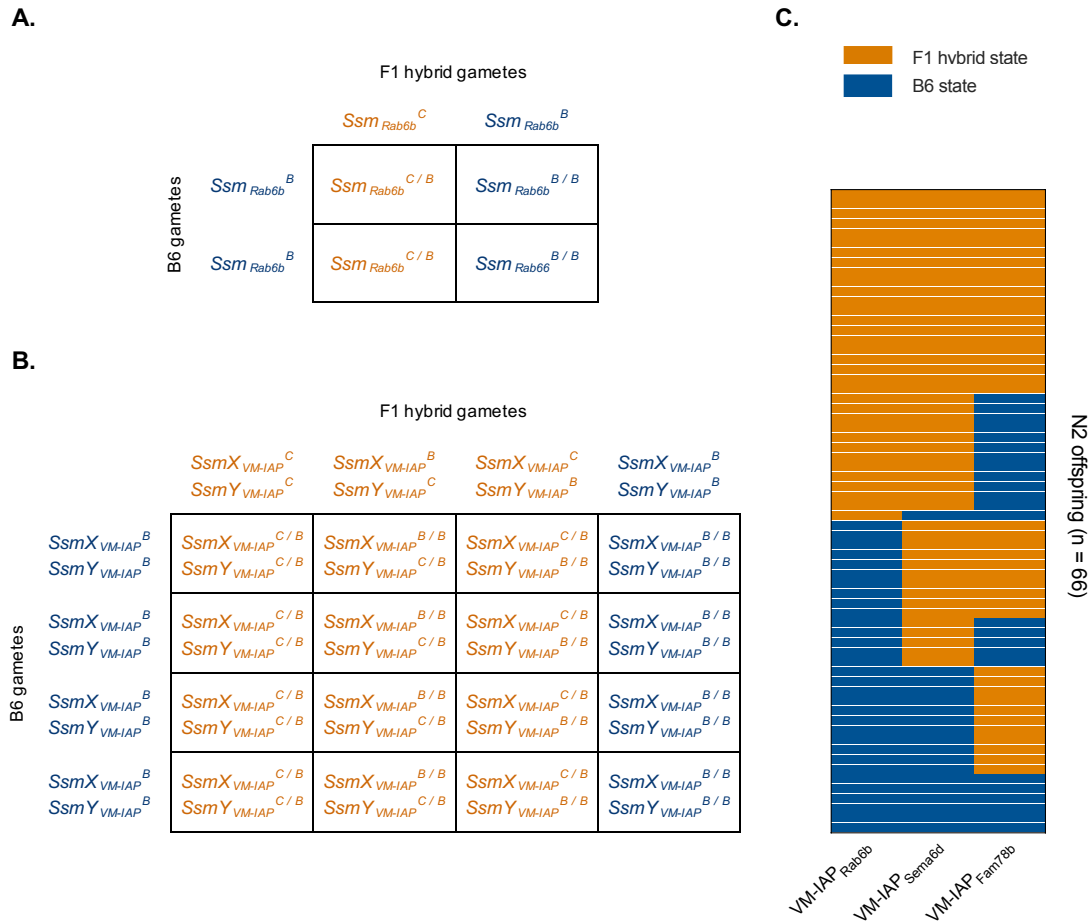 A.
F1 hybrid gametes
Ssm Rab6b C
Ssm Rab6b B
B6 gametes
Ssm Rab6b B
Ssm Rab6b C / B
Ssm Rab6b B / B
Ssm Rab6b B
Ssm Rab6b C / B
Ssm Rab66 B / B
B.
F1 hybrid gametes
SsmX VM-IAP C
SsmX VM-IAP B
SsmX VM-IAP C
SsmX VM-IAP B
SsmY VM-IAP C
SsmY VM-IAP C
SsmY VM-IAP B
SsmY VM-IAP B
B6 gametes
SsmX VM-IAP B
SsmX VM-IAP C / B
SsmX VM-IAP B / B
SsmX VM-IAP C / B
SsmX VM-IAP B / B
SsmY VM-IAP B
SsmY VM-IAP C / B
SsmY VM-IAP C / B
SsmY VM-IAP B / B
SsmY VM-IAP B / B
SsmX VM-IAP B
SsmX VM-IAP C / B
SsmX VM-IAP B / B
SsmX VM-IAP C / B
SsmX VM-IAP B / B
SsmY VM-IAP B
SsmY VM-IAP C / B
SsmY VM-IAP C / B
SsmY VM-IAP B / B
SsmY VM-IAP B / B
SsmX VM-IAP B
SsmX VM-IAP C / B
SsmX VM-IAP B / B
SsmX VM-IAP C / B
SsmX VM-IAP B / B
SsmY VM-IAP B
SsmY VM-IAP C / B
SsmY VM-IAP C / B
SsmY VM-IAP B / B
SsmY VM-IAP B / B
SsmX VM-IAP B
SsmX VM-IAP C / B
SsmX VM-IAP B / B
SsmX VM-IAP C / B
SsmX VM-IAP B / B
SsmY VM-IAP B
SsmY VM-IAP C / B
SsmY VM-IAP C / B
SsmY VM-IAP B / B
SsmY VM-IAP B / B
C.
F1 hvbrid state
B6 state
N2 offspring (n = 66)
VM-IAP Rab6b
VM-IAP Sema6d
VM-IAP Fam78b